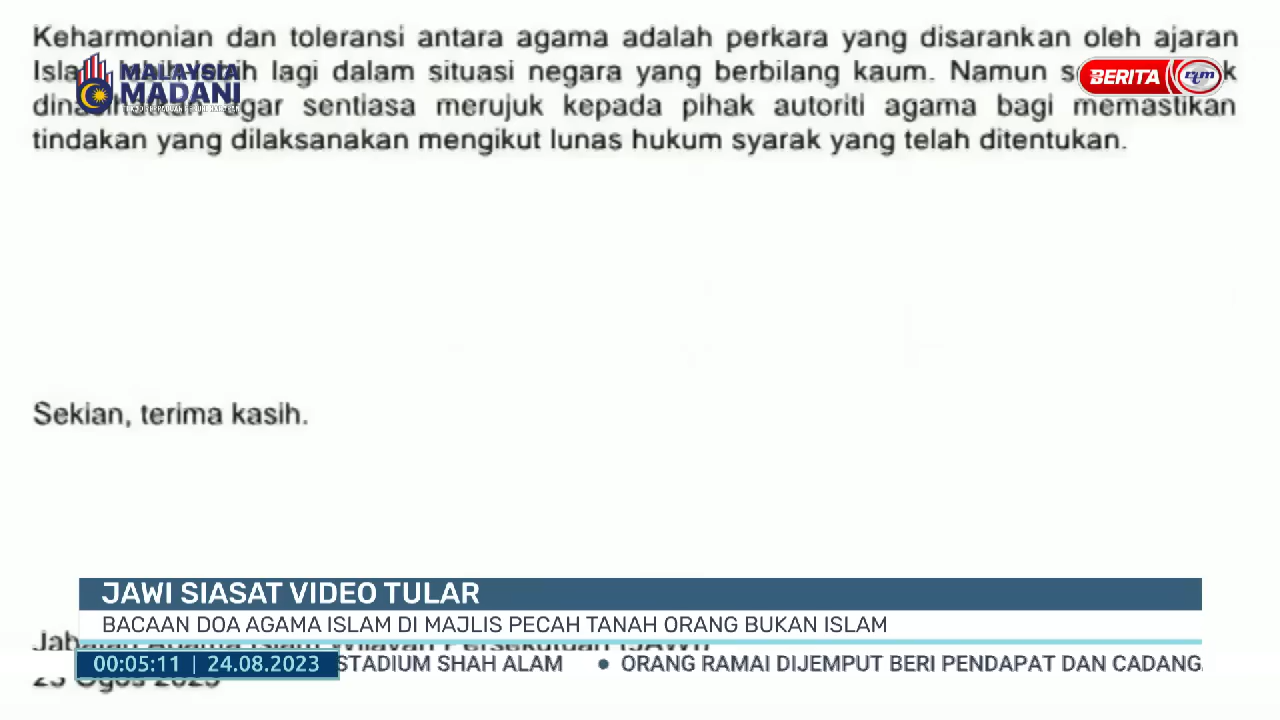 Keharmonian dan toleransi antara agama adalah perkara yang disarankan oleh ajaran
lagi dalam situasi negara yang berbilang kaum. Namun
sentiasa merujuk kepada pihak autoriti agama bagi memastikan
tindakan yang dilaksanakan mengikut lunas hukum syarak yang telah ditentukan.
MALAYSIA
MADANI
BERITA rtm
Sekian, terima kasih.
JAWI SIASAT VIDEO TULAR
BACAAN DOA AGAMA ISLAM DI MAJLIS PECAH TANAH ORANG BUKAN ISLAM
00:05:11 | 24.08.2023 STADIUM SHAH ALAM • ORANG RAMAI DIJEMPUT BERI PENDAPAT DAN CADANG